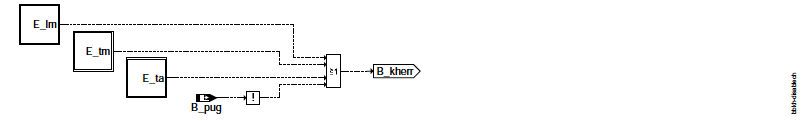 E_lm
E_tm
E_ta
B_pug
!
≥1
B_kherr